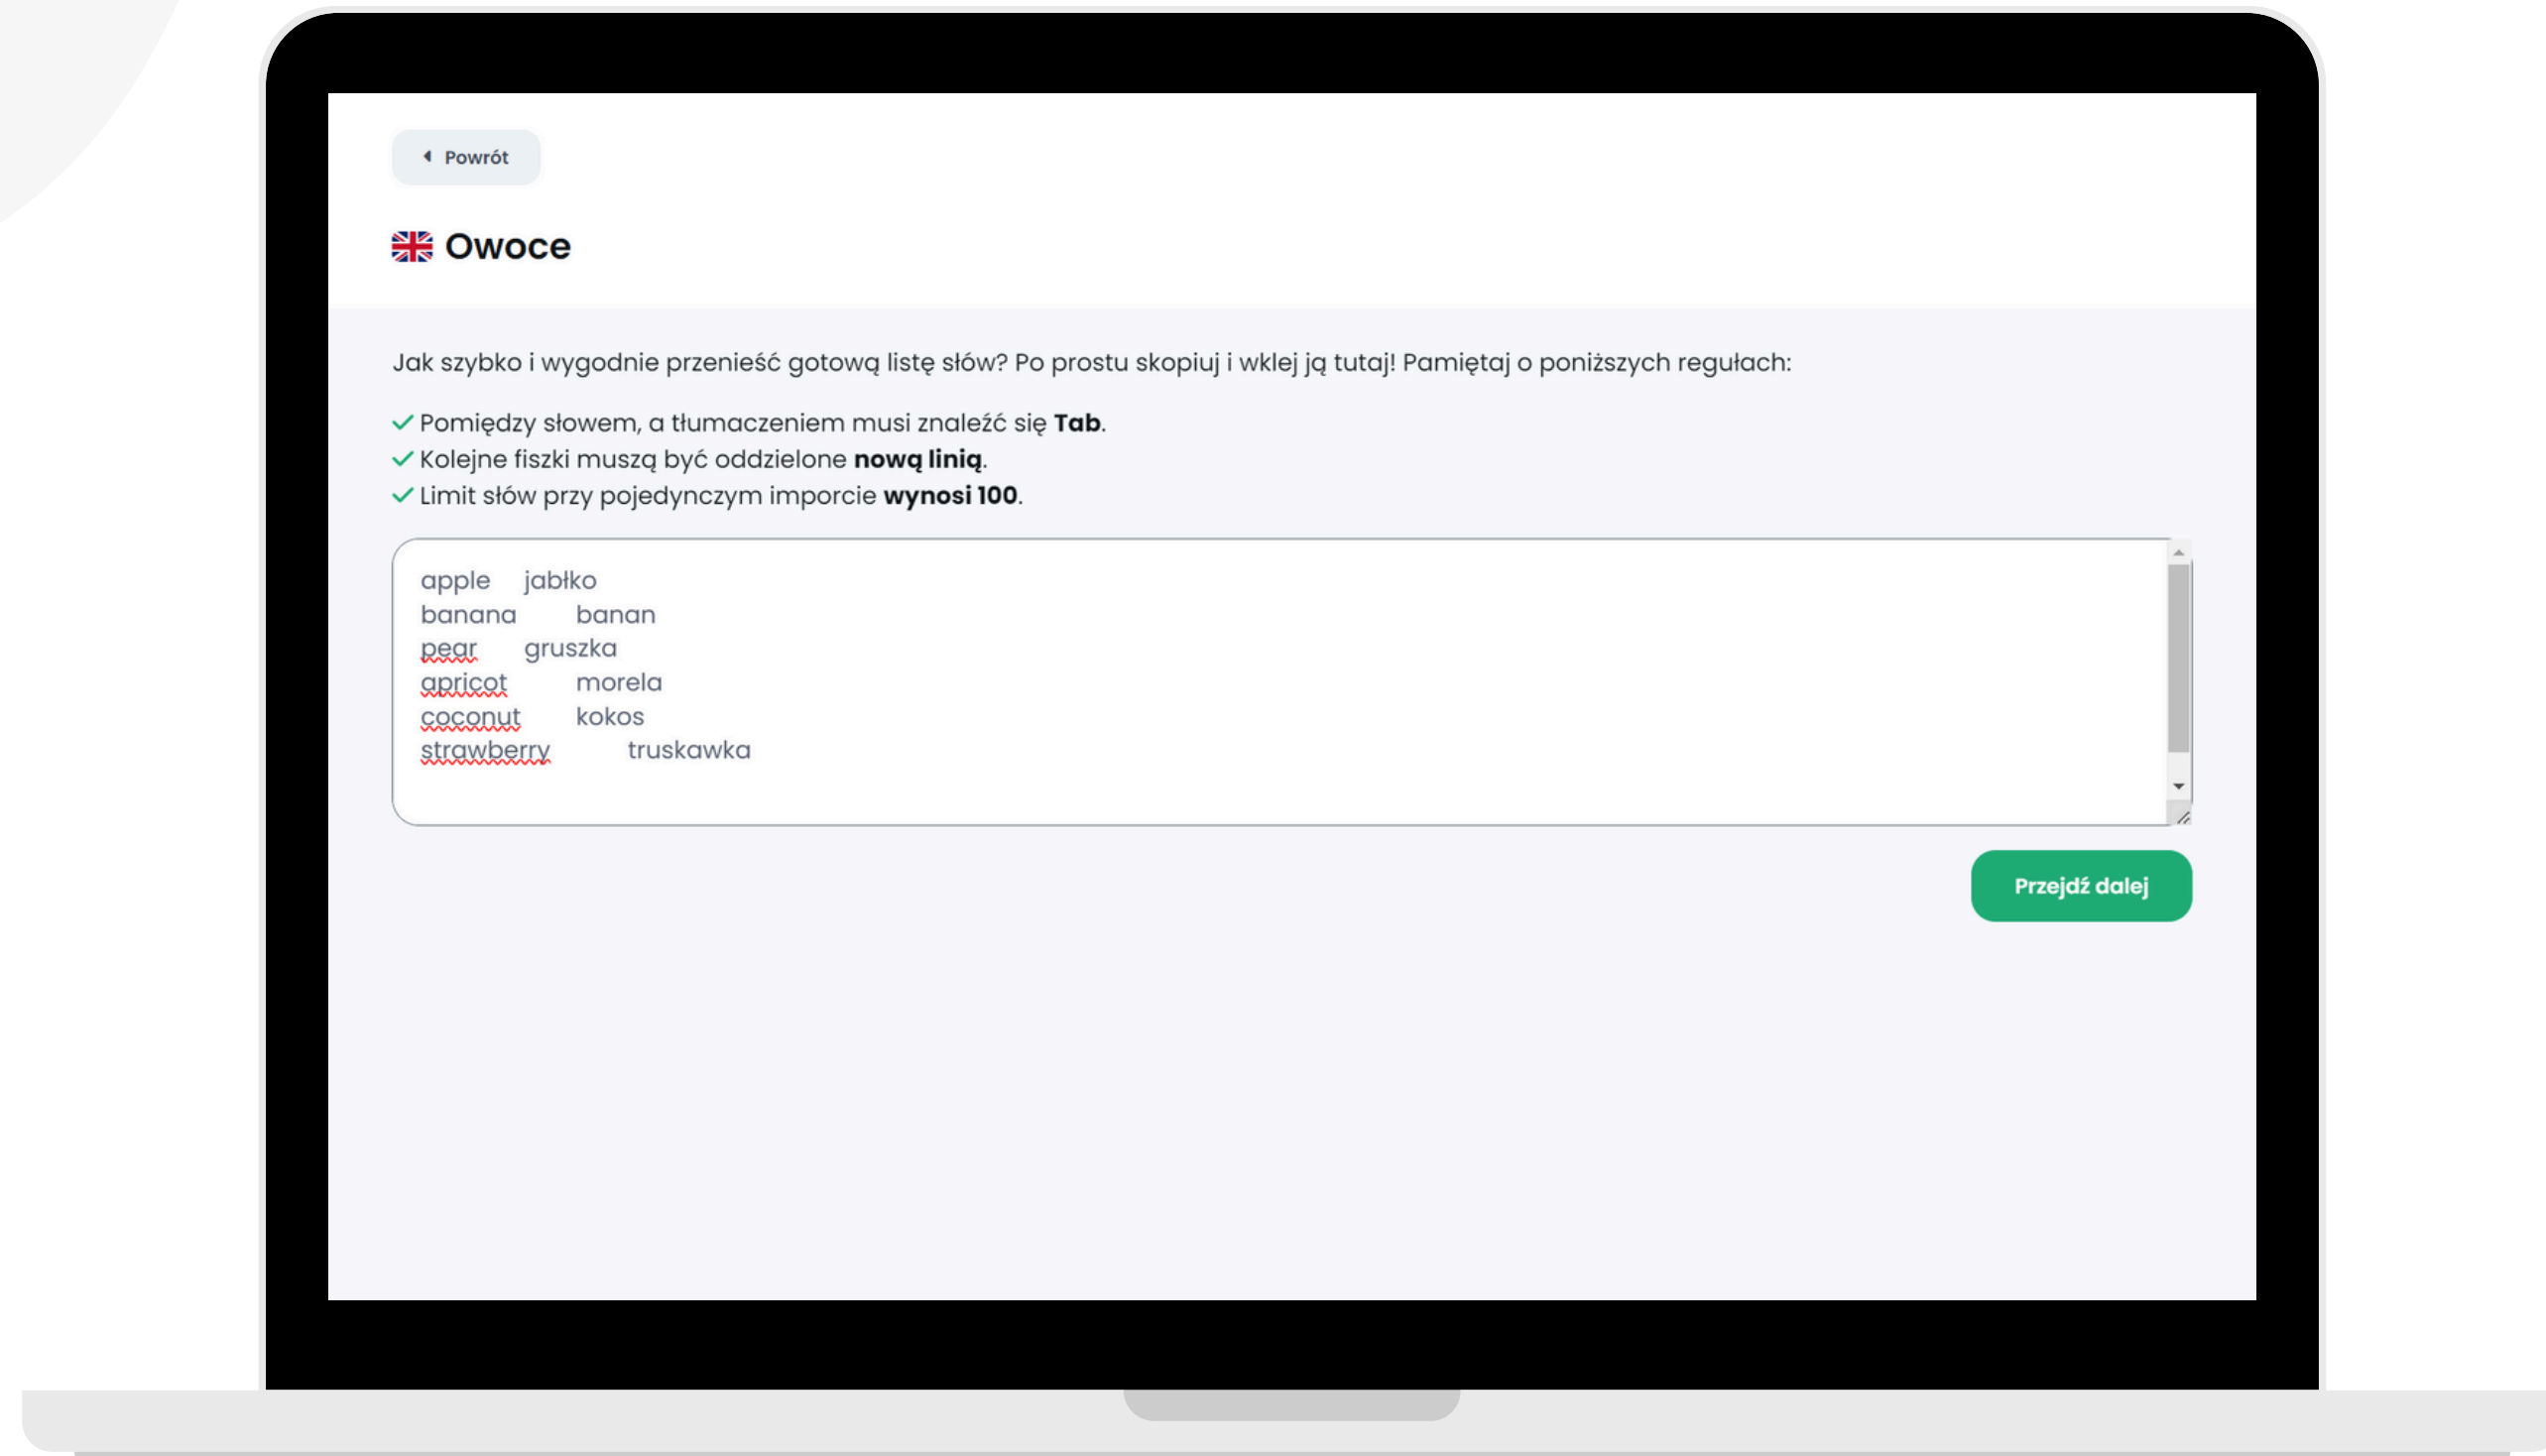 Powrót
Owoce
Jak szybko i wygodnie przenieść gotową listę słów? Po prostu skopiuj i wklej ją tutaj! Pamiętaj o poniższych regułach:
Pomiędzy słowem, a tłumaczeniem musi znaleźć się Tab.
Kolejne fiszki muszą być oddzielone nową linią.
Limit słów przy pojedynczym imporcie wynosi 100.
apple jabłko
banana banan
pear gruszka
apricot morela
coconut kokos
strawberry truskawka
Przejdź dalej